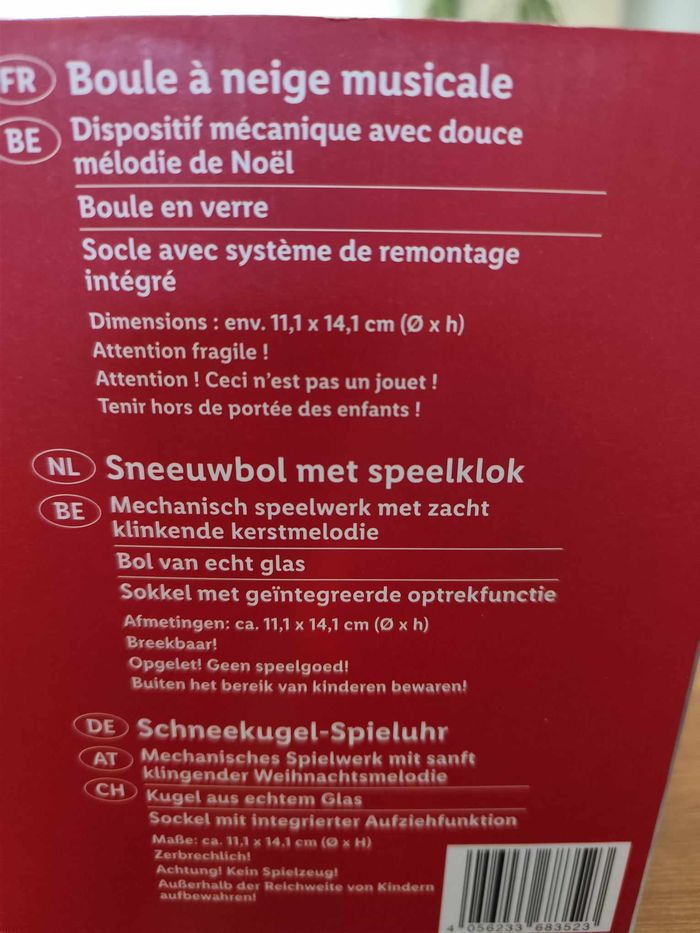 FR Boule à neige musicale
BE Dispositif mécanique avec douce
mélodie de Noël
Boule en verre
Socle avec système de remontage
intégré
Dimensions : env. 11,1 x 14,1 cm (Ø x h)
Attention fragile !
Attention ! Ceci n'est pas un jouet !
Tenir hors de portée des enfants !
NL Sneeuwbol met speelklok
BE Mechanisch speelwerk met zacht
klinkende kerstmelodie
Bol van echt glas
Sokkel met geïntegreerde optrekfunctie
Afmetingen: ca. 11,1 x 14,1 cm (Ø x h)
Breekbaar!
Opgelet! Geen speelgoed!
Buiten het bereik van kinderen bewaren!
DE Schneekugel-Spieluhr
AT Mechanisches Spielwerk mit sanft
klingender Weihnachtsmelodie
CH Kugel aus echtem Glas
Sockel mit integrierter Aufziehfunktion
Maße: ca. 11,1 x 14,1 cm (Ø x H)
Zerbrechlich!
Achtung! Kein Spielzeug!
Außerhalb der Reichweite von Kindern
aufbewahren!
4 056233 683523